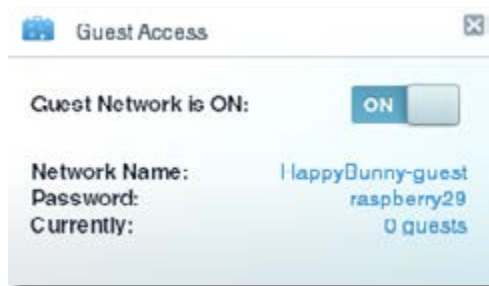 Guest Access
Guest Network is ON:
ON
Network Name: HappyBunny-guest
Password: raspberry29
Currently: 0 guests